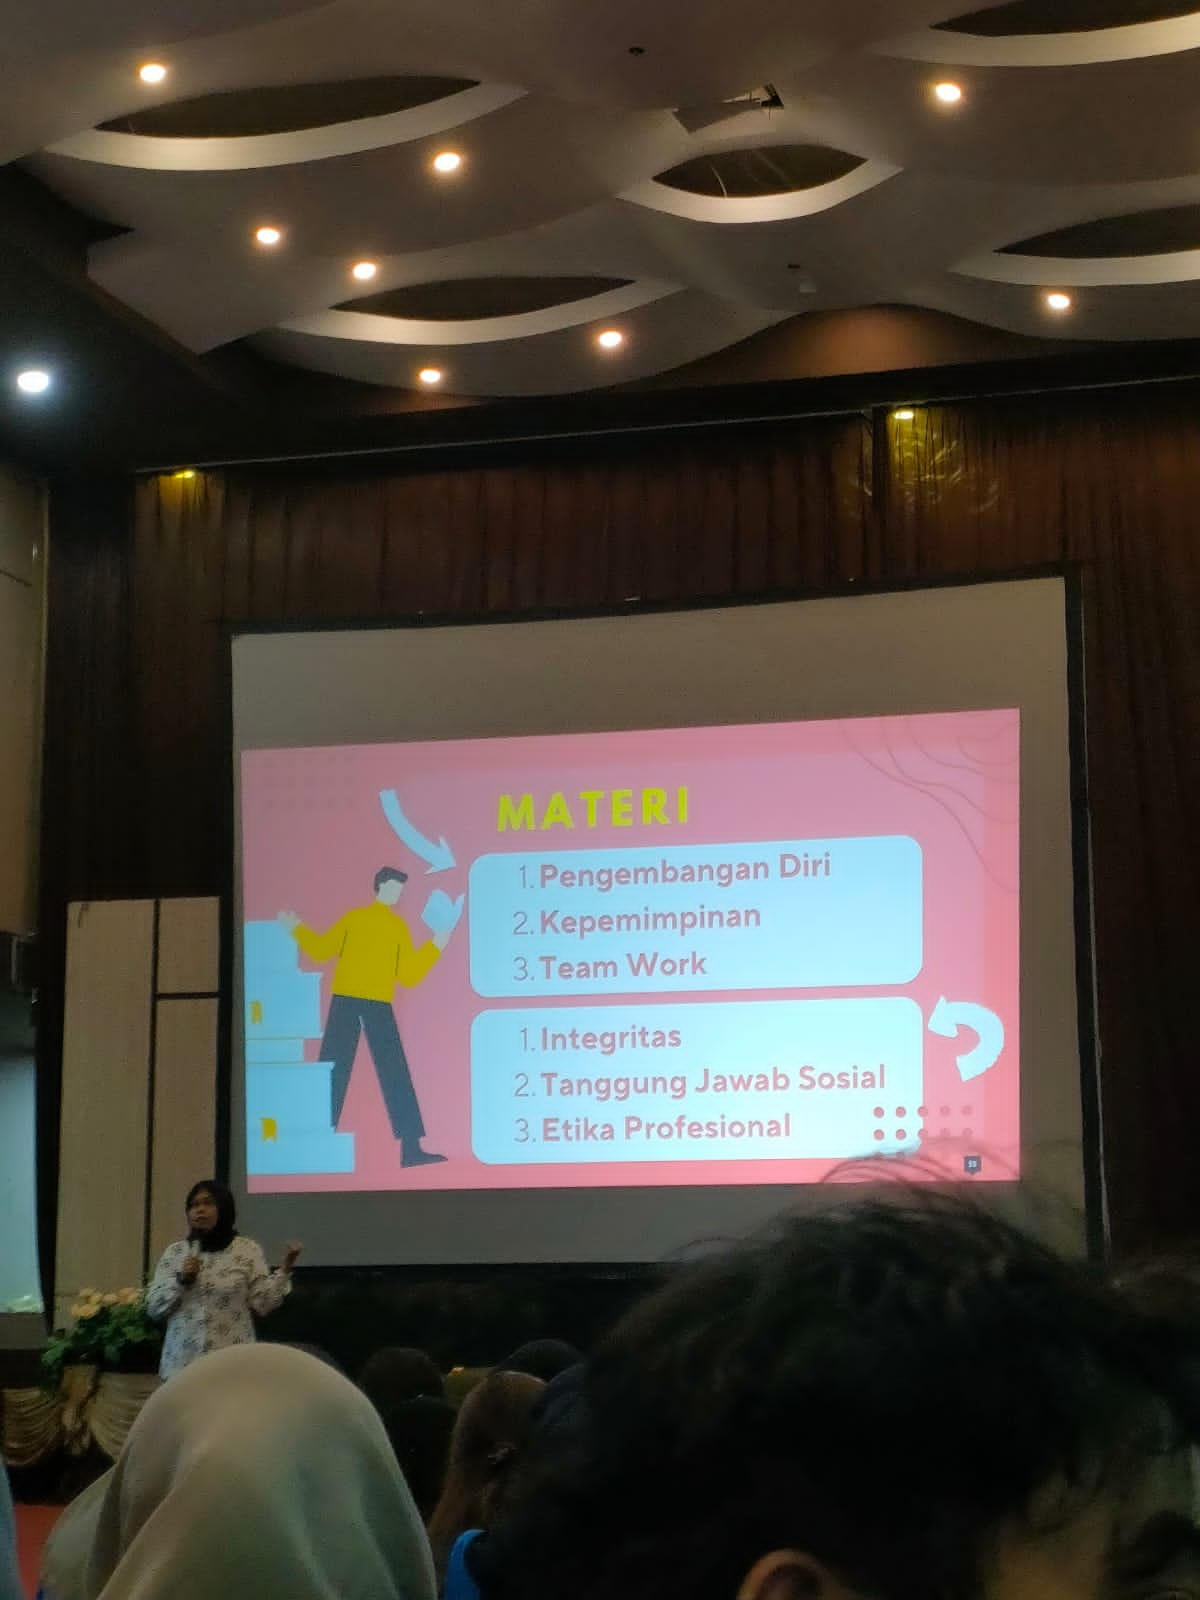 MATERI
1. Pengembangan Diri
2. Kepemimpinan
3. Team Work
1. Integritas
2. Tanggung Jawab Sosial
3. Etika Profesional